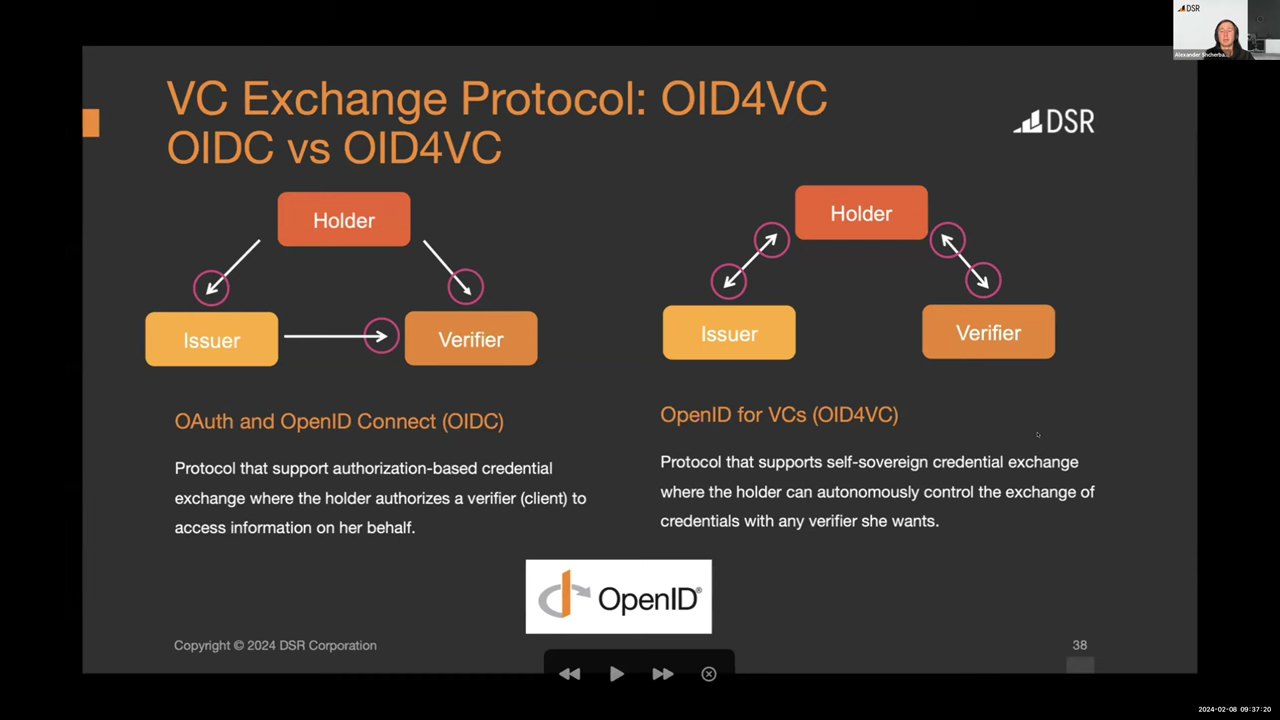 DSR
Alexander Shcherba...
VC Exchange Protocol: OID4VC
OIDC vs OID4VC
DSR
Holder
Issuer
Verifier
Holder
Issuer
Verifier
OAuth and OpenID Connect (OIDC)
Protocol that support authorization-based credential
exchange where the holder authorizes a verifier (client) to
access information on her behalf.
OpenID for VCs (OID4VC)
Protocol that supports self-sovereign credential exchange
where the holder can autonomously control the exchange of
credentials with any verifier she wants.
OpenID®
Copyright © 2024 DSR Corporation
38
2024-02-08 09:37:20